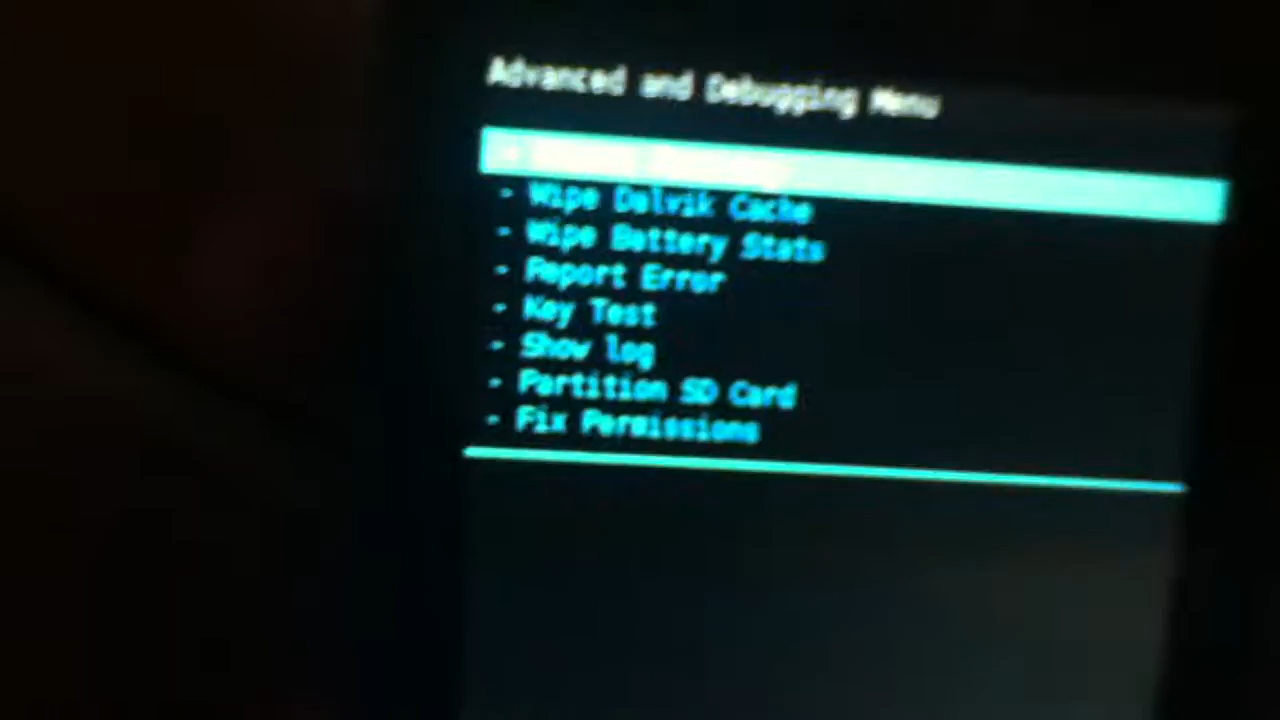 Advanced and Debugging Menu
- Wipe Dalvik Cache
- Wipe Battery Stats
- Report Error
- Key Test
- Show log
- Partition SD Card
- Fix Permissions